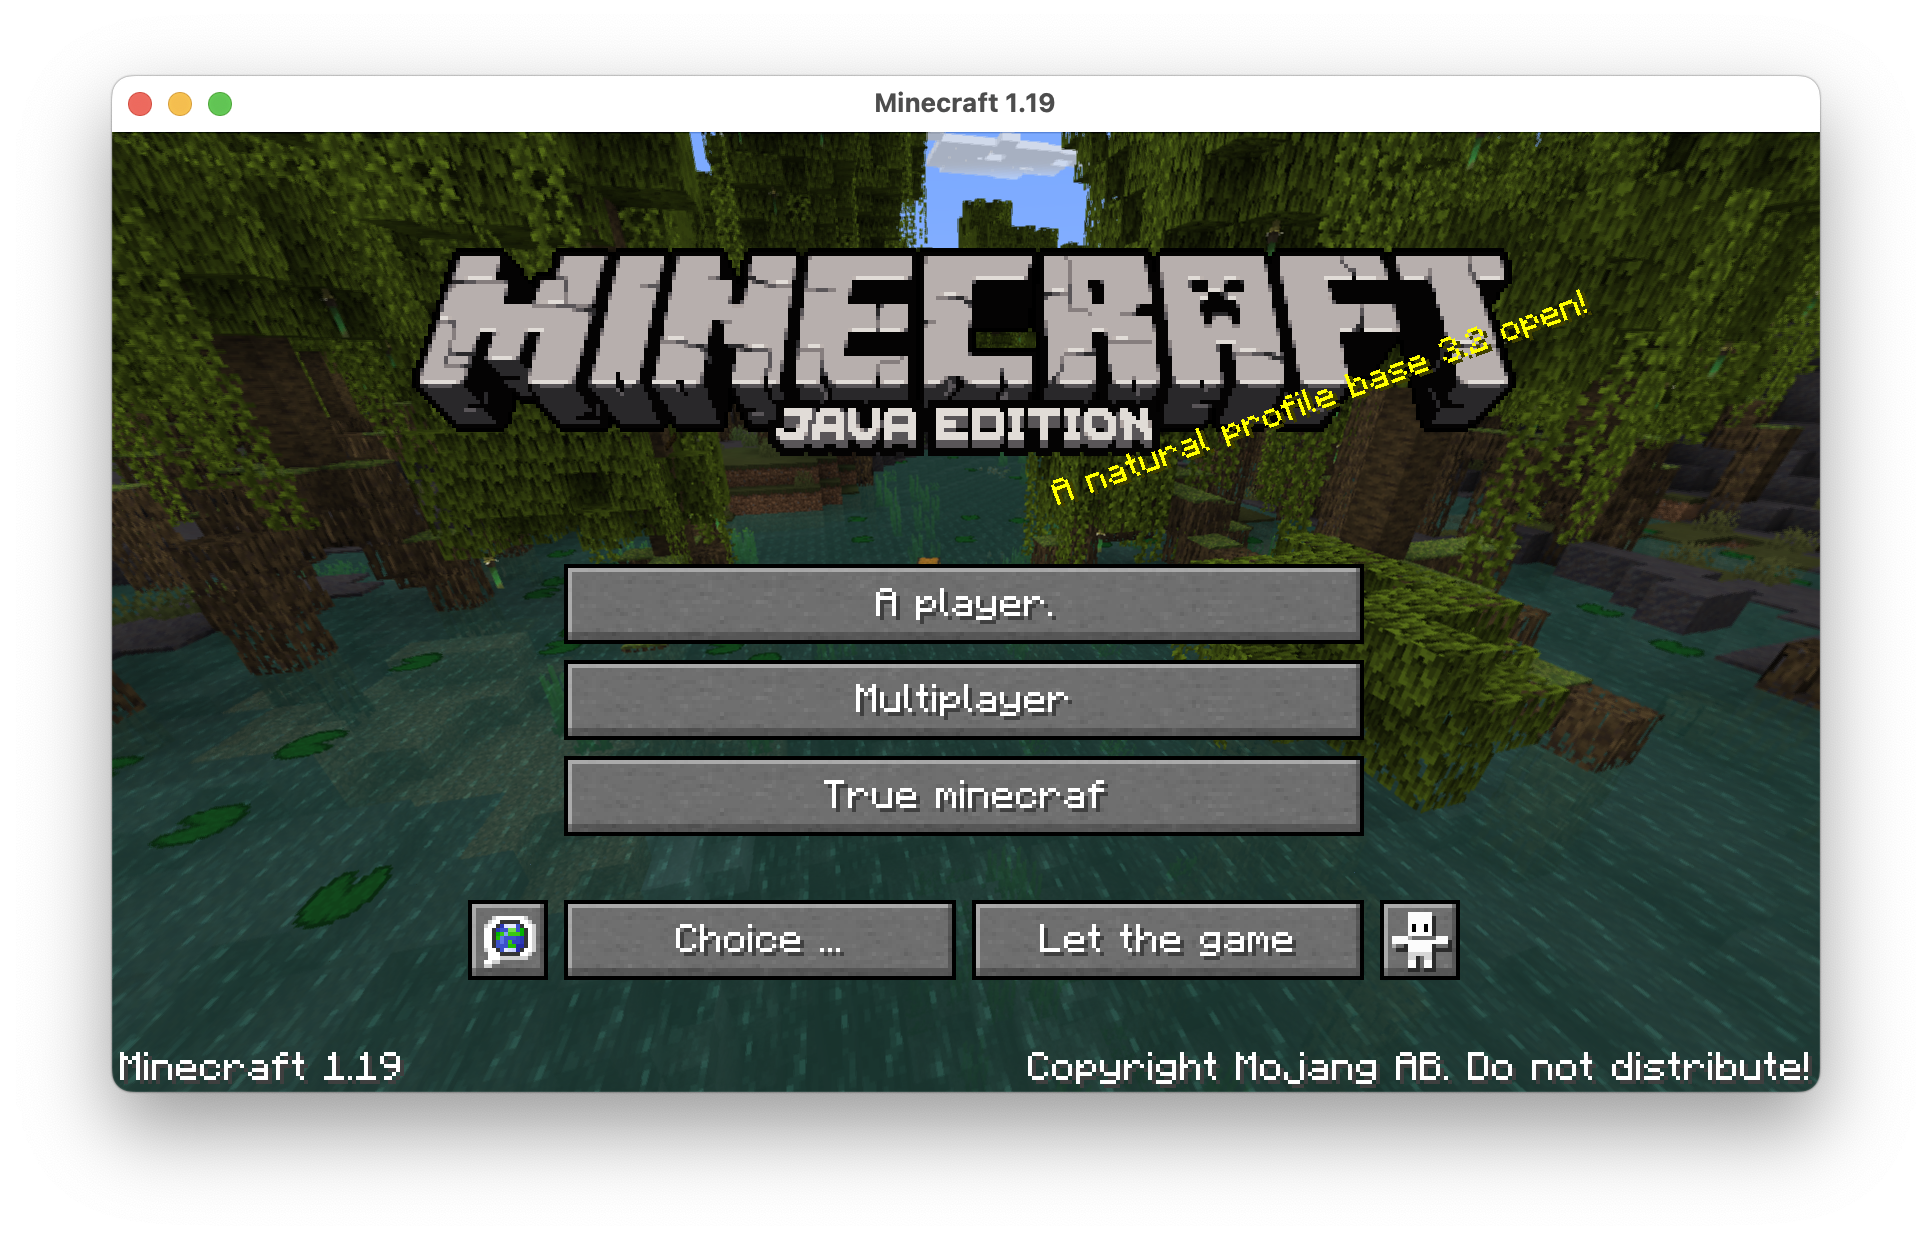 Minecraft 1.19
MINECRAFT
JAVA EDITION
A natural profile base 3.2 open!
A player.
Multiplayer
True minecraf
Choice ...
Let the game
Minecraft 1.19
Copyright Mojang AB. Do not distribute!